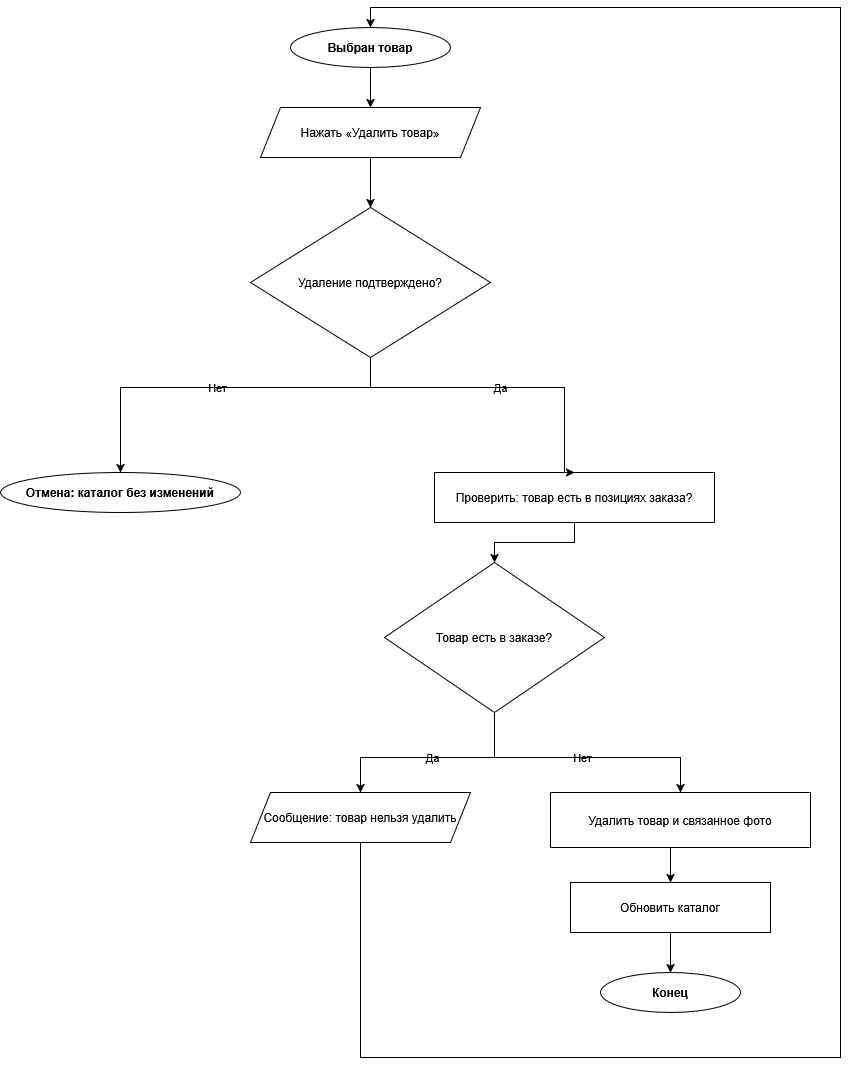 Выбран товар
Нажать «Удалить товар»
Удаление подтверждено?
Нет
Да
Отмена: каталог без изменений
Проверить: товар есть в позициях заказа?
Товар есть в заказе?
Да
Нет
Сообщение: товар нельзя удалить
Удалить товар и связанное фото
Обновить каталог
Конец